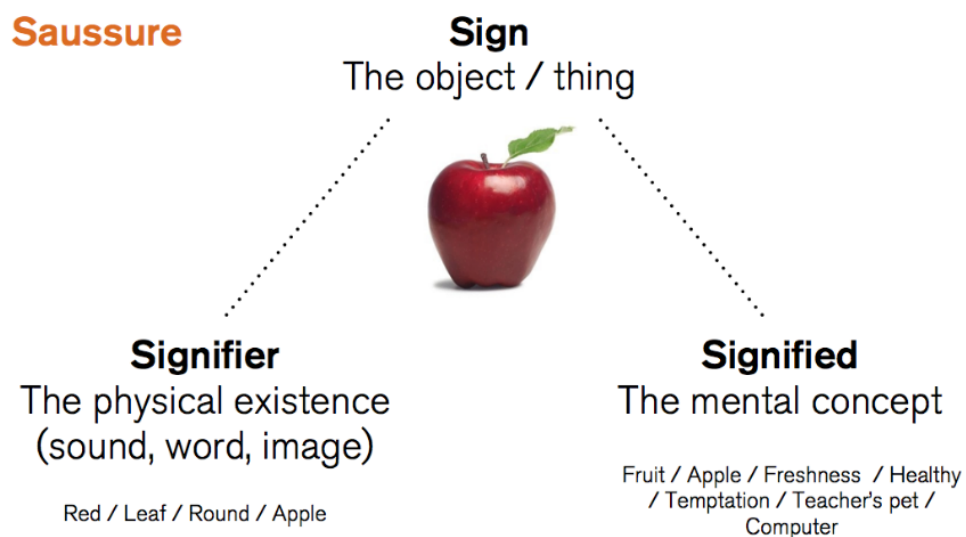 Saussure
Sign
The object / thing
Signifier
The physical existence
(sound, word, image)
Red / Leaf / Round / Apple
Signified
The mental concept
Fruit / Apple / Freshness / Healthy
/ Temptation / Teacher's pet /
Computer